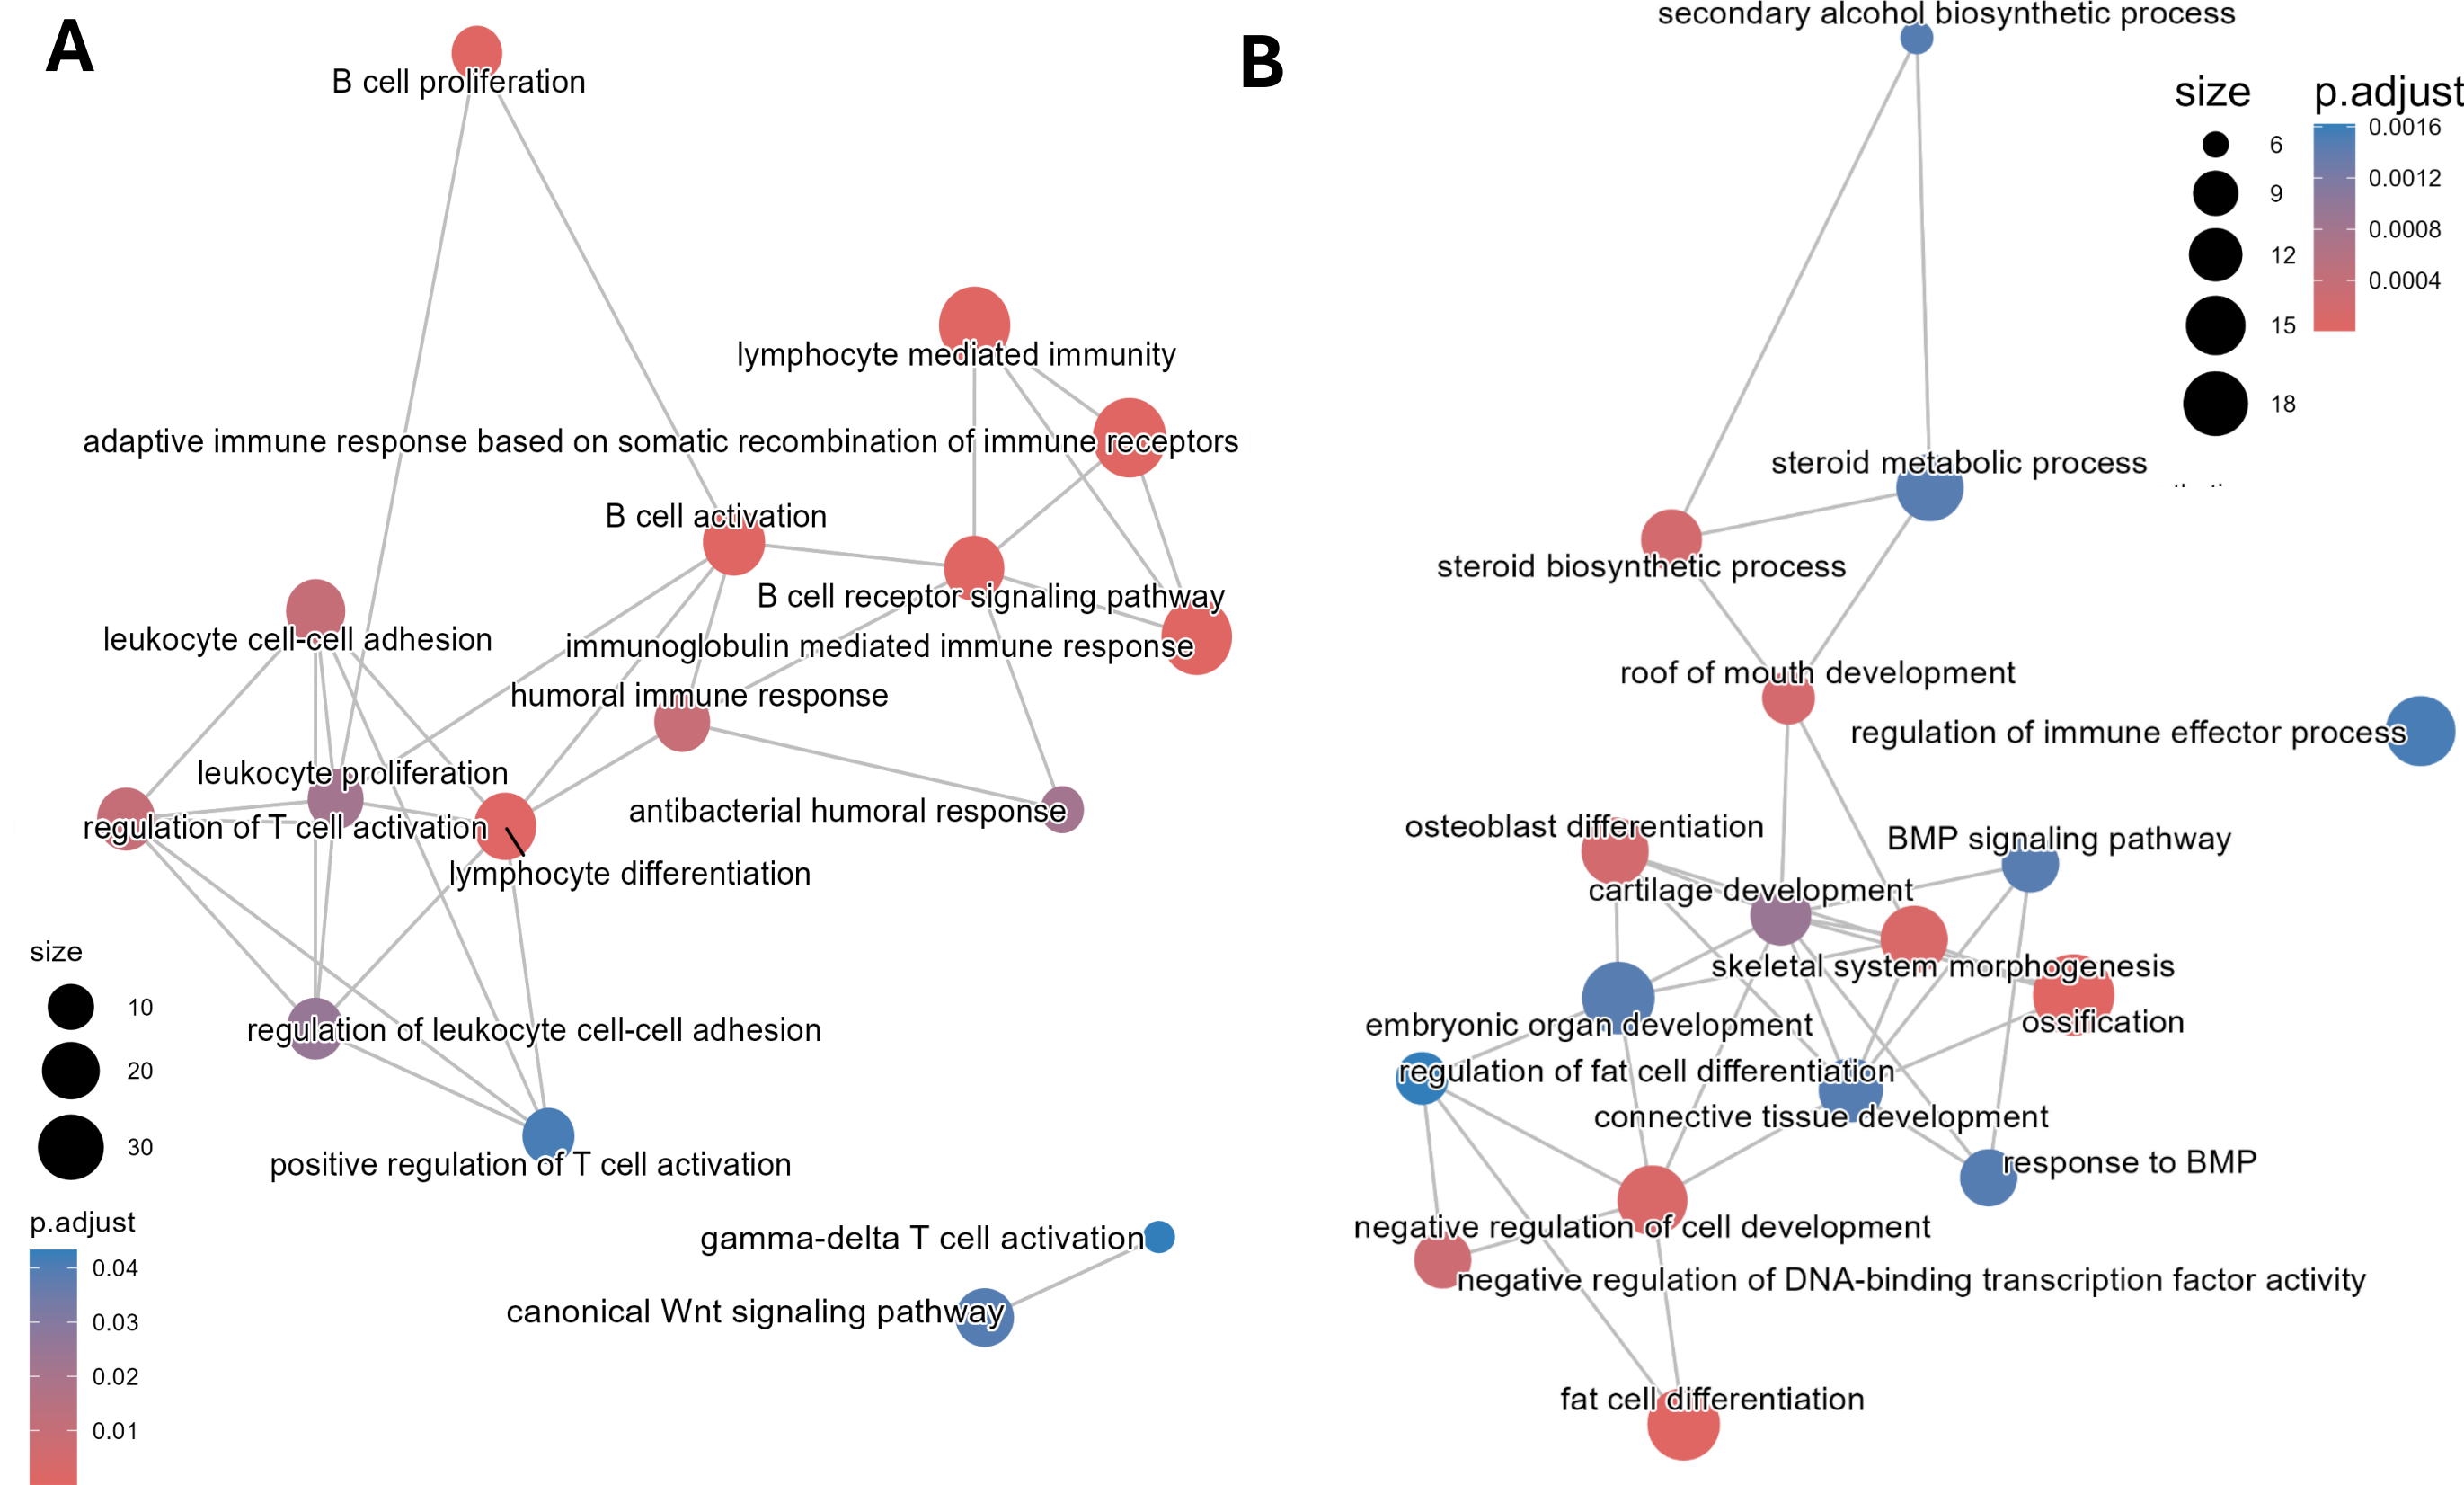 A
B cell proliferation
lymphocyte mediated immunity
adaptive immune response based on somatic recombination of immune receptors
B cell activation
B cell receptor signaling pathway
leukocyte cell-cell adhesion
immunoglobulin mediated immune response
humoral immune response
leukocyte proliferation
antibacterial humoral response
regulation of T cell activation
lymphocyte differentiation
regulation of leukocyte cell-cell adhesion
positive regulation of T cell activation
gamma-delta T cell activation
canonical Wnt signaling pathway
size
10
20
30
p.adjust
0.04
0.03
0.02
0.01
B
secondary alcohol biosynthetic process
steroid metabolic process
steroid biosynthetic process
roof of mouth development
regulation of immune effector process
osteoblast differentiation
BMP signaling pathway
cartilage development
skeletal system morphogenesis
ossification
embryonic organ development
regulation of fat cell differentiation
connective tissue development
response to BMP
negative regulation of cell development
negative regulation of DNA-binding transcription factor activity
fat cell differentiation
size
6
9
12
15
18
p.adjust
0.0016
0.0012
0.0008
0.0004